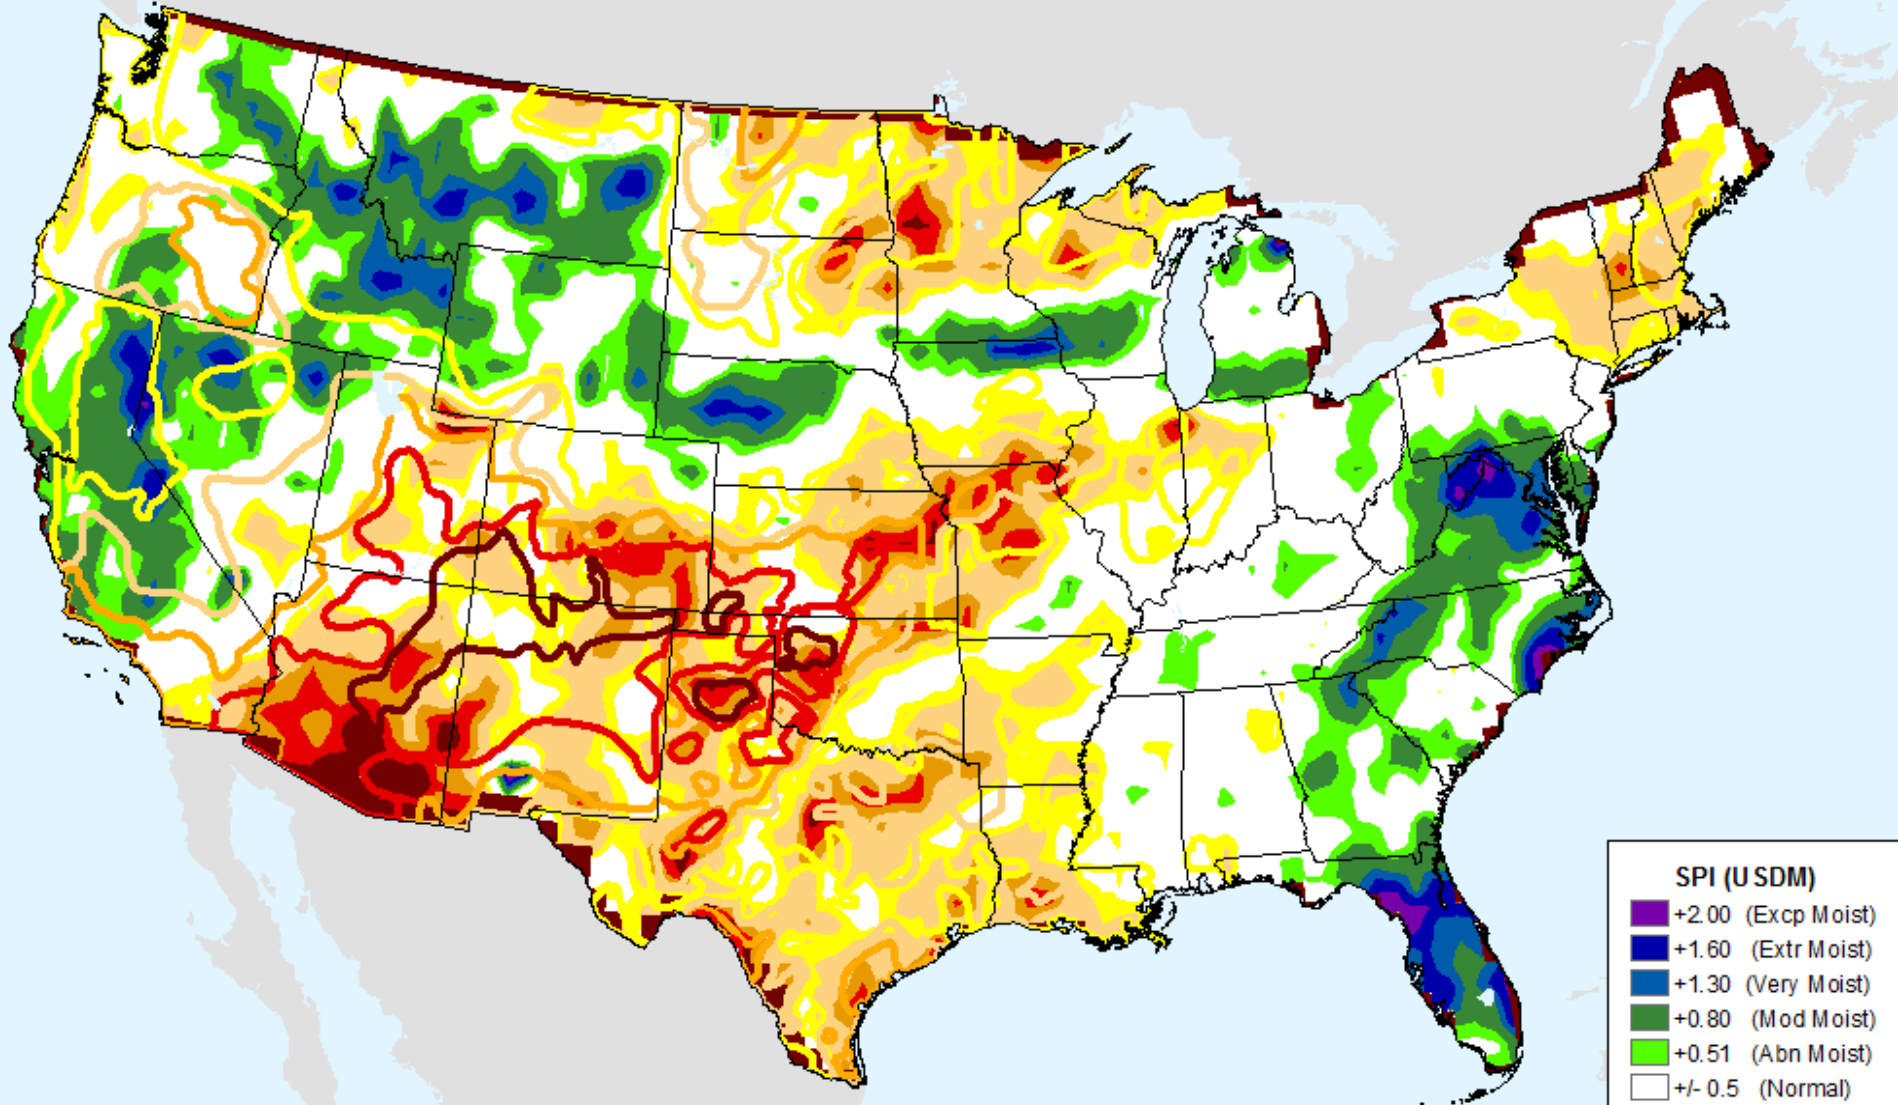 SPI (USDM)
+2.00 (Excp Moist)
+1.60 (Extr Moist)
+1.30 (Very Moist)
+0.80 (Mod Moist)
+0.51 (Abn Moist)
+/- 0.5 (Normal)